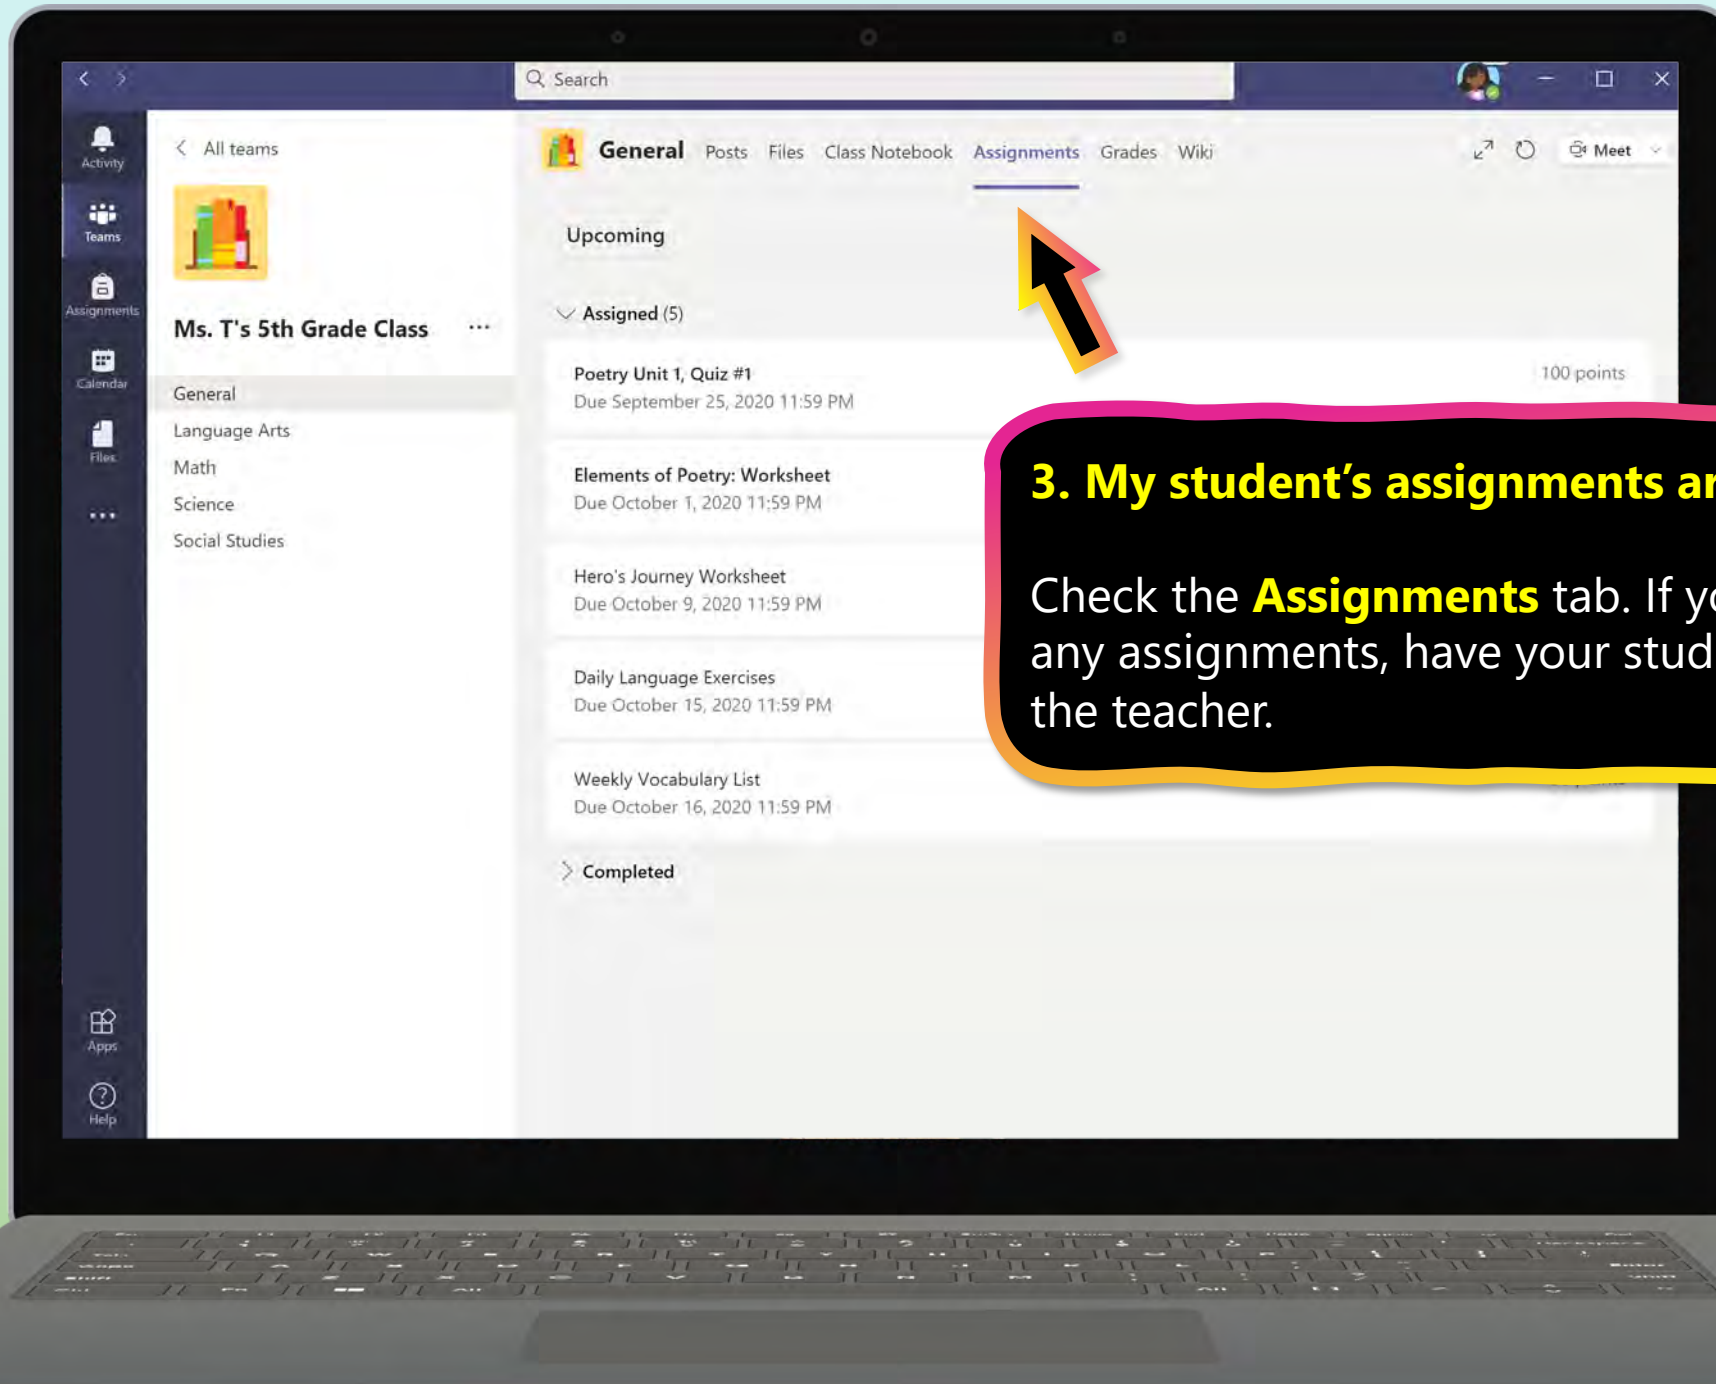 Search
Activity
Teams
Assignments
Calendar
Files
Apps
Help
All teams
Ms. T's 5th Grade Class
General
Language Arts
Math
Science
Social Studies
General Posts Files Class Notebook Assignments Grades Wiki
Meet
Upcoming
Assigned (5)
Poetry Unit 1, Quiz #1
100 points
Due September 25, 2020 11:59 PM
Elements of Poetry: Worksheet
Due October 1, 2020 11:59 PM
Hero's Journey Worksheet
Due October 9, 2020 11:59 PM
Daily Language Exercises
Due October 15, 2020 11:59 PM
Weekly Vocabulary List
Due October 16, 2020 11:59 PM
Completed
3. My student’s assignments
Check the Assignments tab. If
any assignments, have your
the teacher.